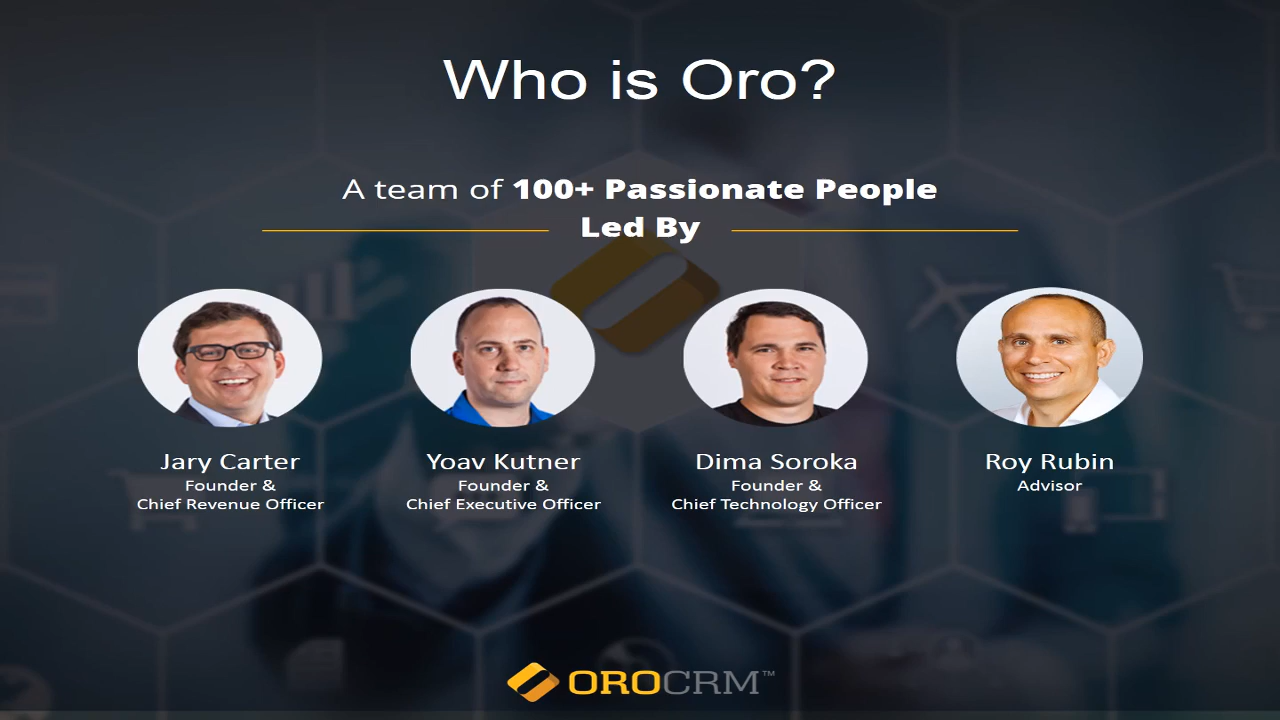 Who is Oro?
A team of 100+ Passionate People
Led By
Jary Carter
Founder &
Chief Revenue Officer
Yoav Kutner
Founder &
Chief Executive Officer
Dima Soroka
Founder &
Chief Technology Officer
Roy Rubin
Advisor
OROCRM™